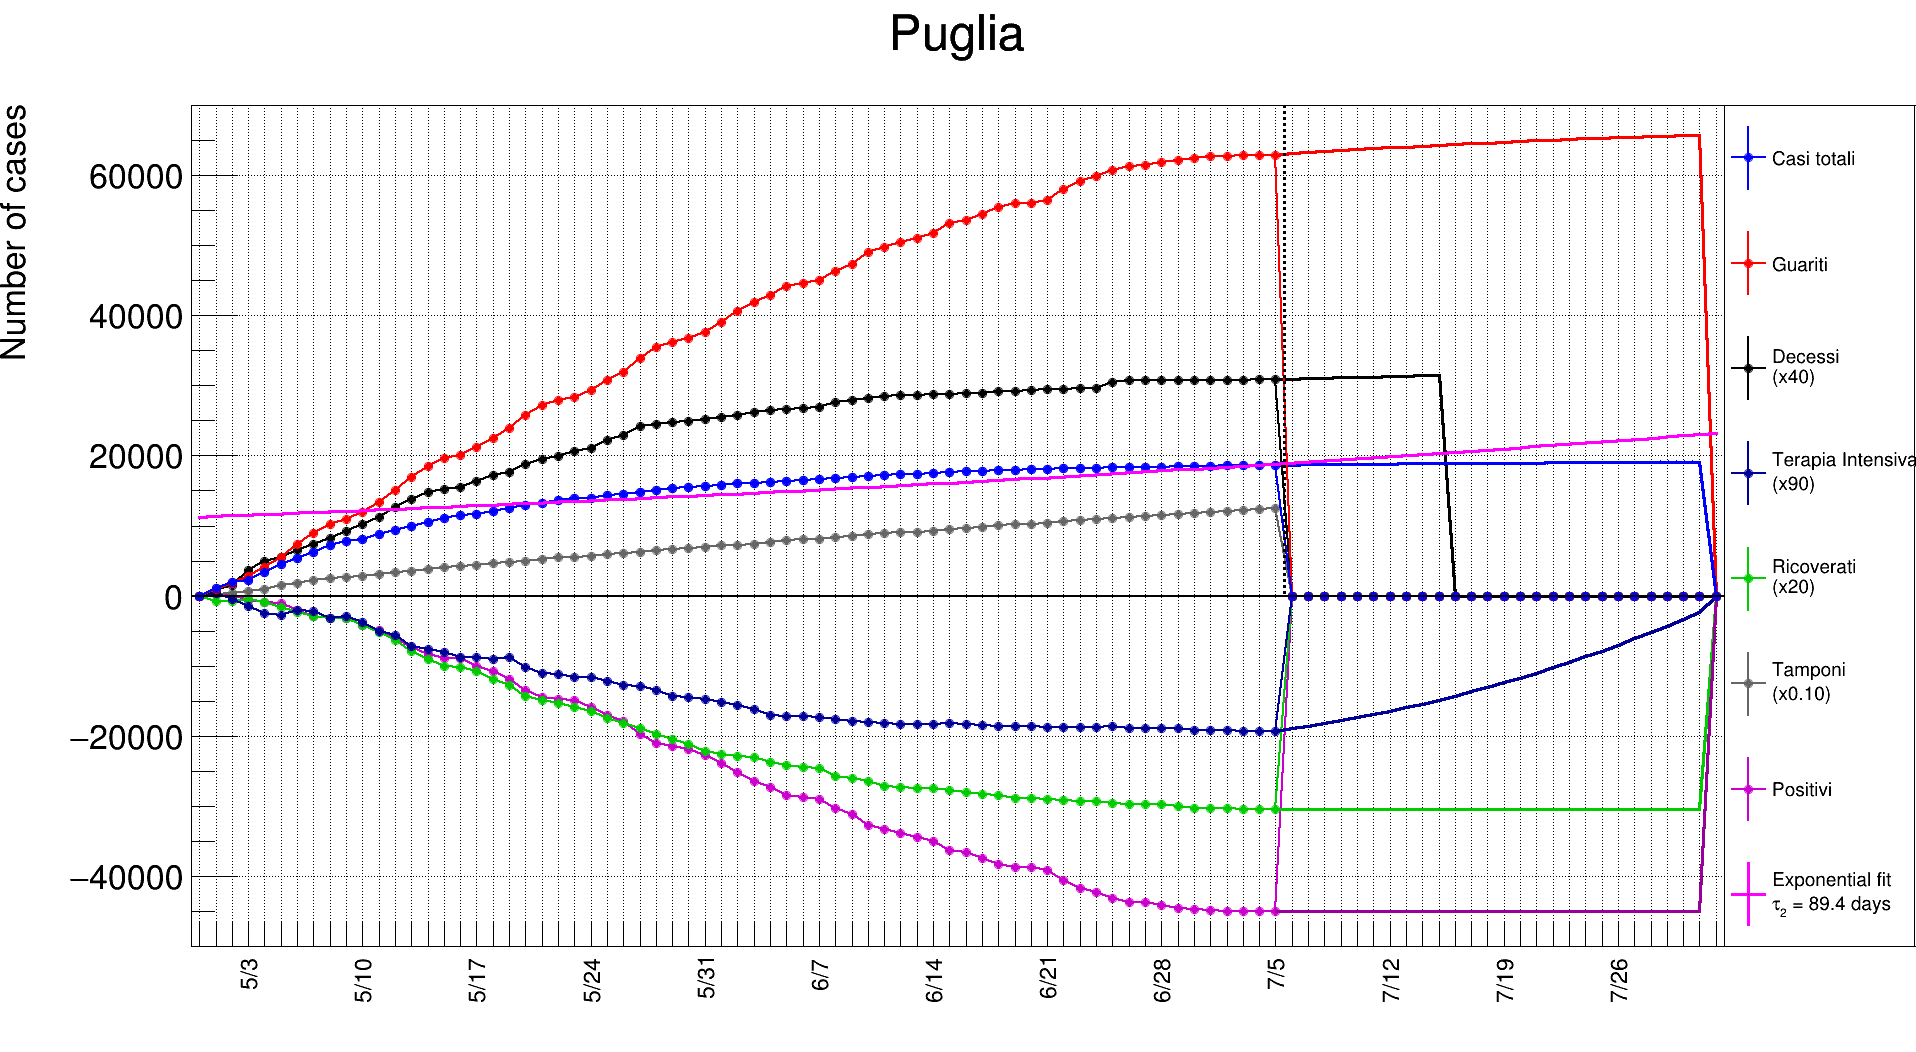 Puglia
Number of cases
60000
40000
20000
0
−20000
−40000
5/3
5/10
5/17
5/24
5/31
6/7
6/14
6/21
6/28
7/5
7/12
7/19
7/26
Casi totali
Guariti
Decessi
(x40)
Terapia Intensiva
(x90)
Ricoverati
(x20)
Tamponi
(x0.10)
Positivi
Exponential fit
τ2 = 89.4 days